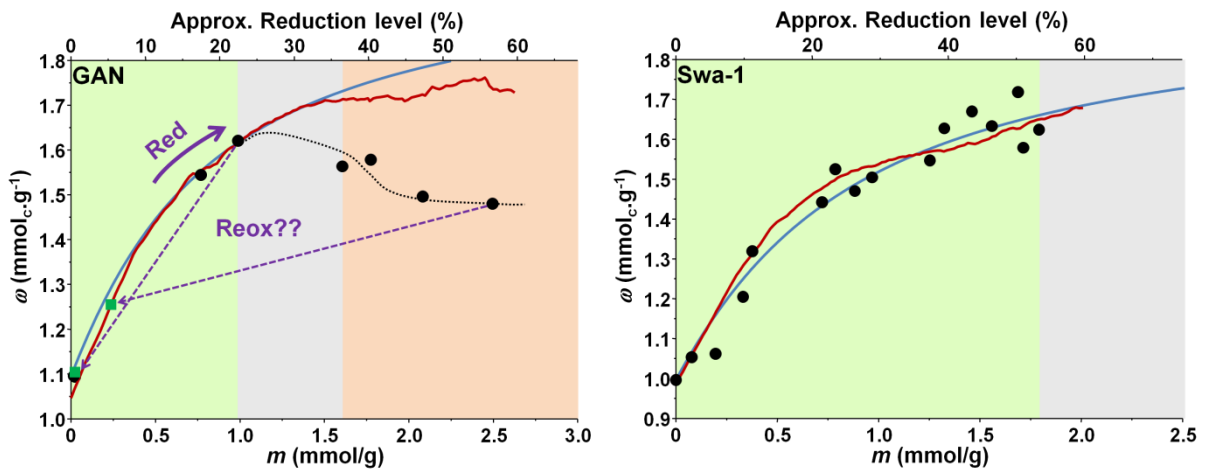 Approx. Reduction level (%)
0 10 20 30 40 50 60
GAN
1.8
1.7
1.6
1.5
1.4
1.3
1.2
1.1
1.0
ω (mmolc.g-1)
Red
Reox??
0.0 0.5 1.0 1.5 2.0 2.5 3.0
m (mmol/g)
Approx. Reduction level (%)
0 20 40 60
Swa-1
1.8
1.7
1.6
1.5
1.4
1.3
1.2
1.1
1.0
0.9
ω (mmolc.g-1)
0.0 0.5 1.0 1.5 2.0 2.5
m (mmol/g)